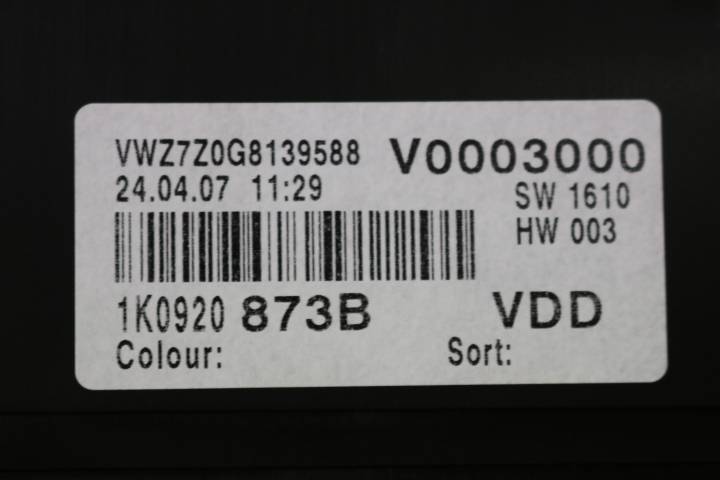 VWZ7Z0G8139588 V0003000
24.04.07 11:29 SW 1610
HW 003
1K0920 873B VDD
Colour: Sort: